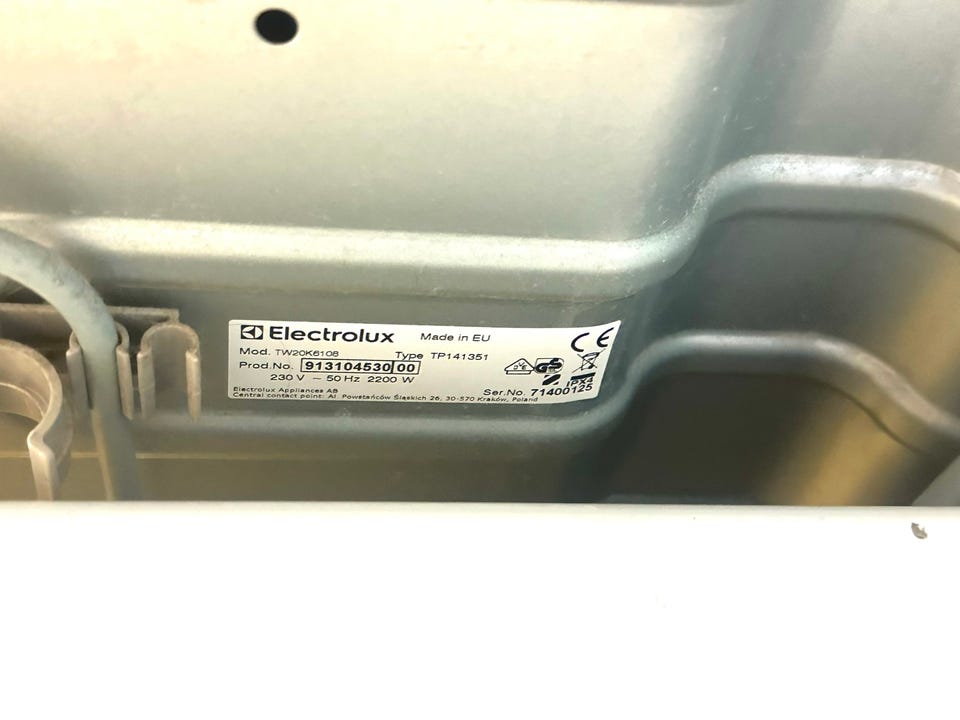 Electrolux Made in EU
Mod. TW20K6108 Type TP141351
Prod.No. 913104530 00
230 V ~ 50 Hz 2200 W
IPX4
Ser.No. 71400125
Electrolux Appliances AB
Central contact point: Al. Powstańców Śląskich 26, 30-570 Kraków, Poland
CE
GS